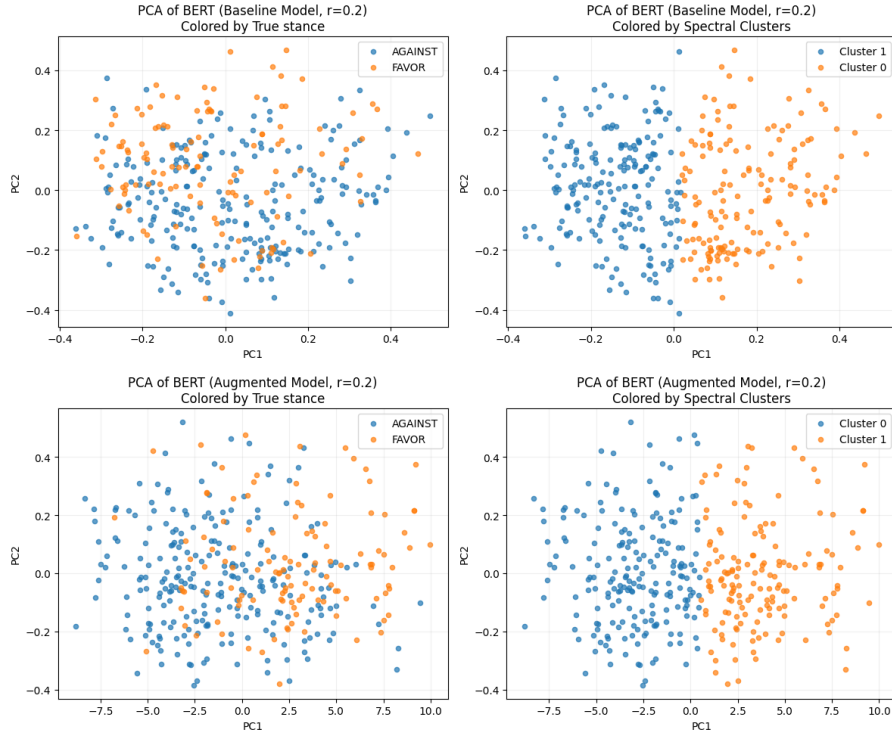 PCA of BERT (Baseline Model, r=0.2)
Colored by True stance
AGAINST
FAVOR
0.4
0.2
0.0
−0.2
−0.4
PC2
−0.4
−0.2
0.0
0.2
0.4
PC1
PCA of BERT (Baseline Model, r=0.2)
Colored by Spectral Clusters
Cluster 1
Cluster 0
0.4
0.2
0.0
−0.2
−0.4
PC2
−0.4
−0.2
0.0
0.2
0.4
PC1
PCA of BERT (Augmented Model, r=0.2)
Colored by True stance
AGAINST
FAVOR
0.4
0.2
0.0
−0.2
−0.4
PC2
−7.5
−5.0
−2.5
0.0
2.5
5.0
7.5
10.0
PC1
PCA of BERT (Augmented Model, r=0.2)
Colored by Spectral Clusters
Cluster 0
Cluster 1
0.4
0.2
0.0
−0.2
−0.4
PC2
−7.5
−5.0
−2.5
0.0
2.5
5.0
7.5
10.0
PC1